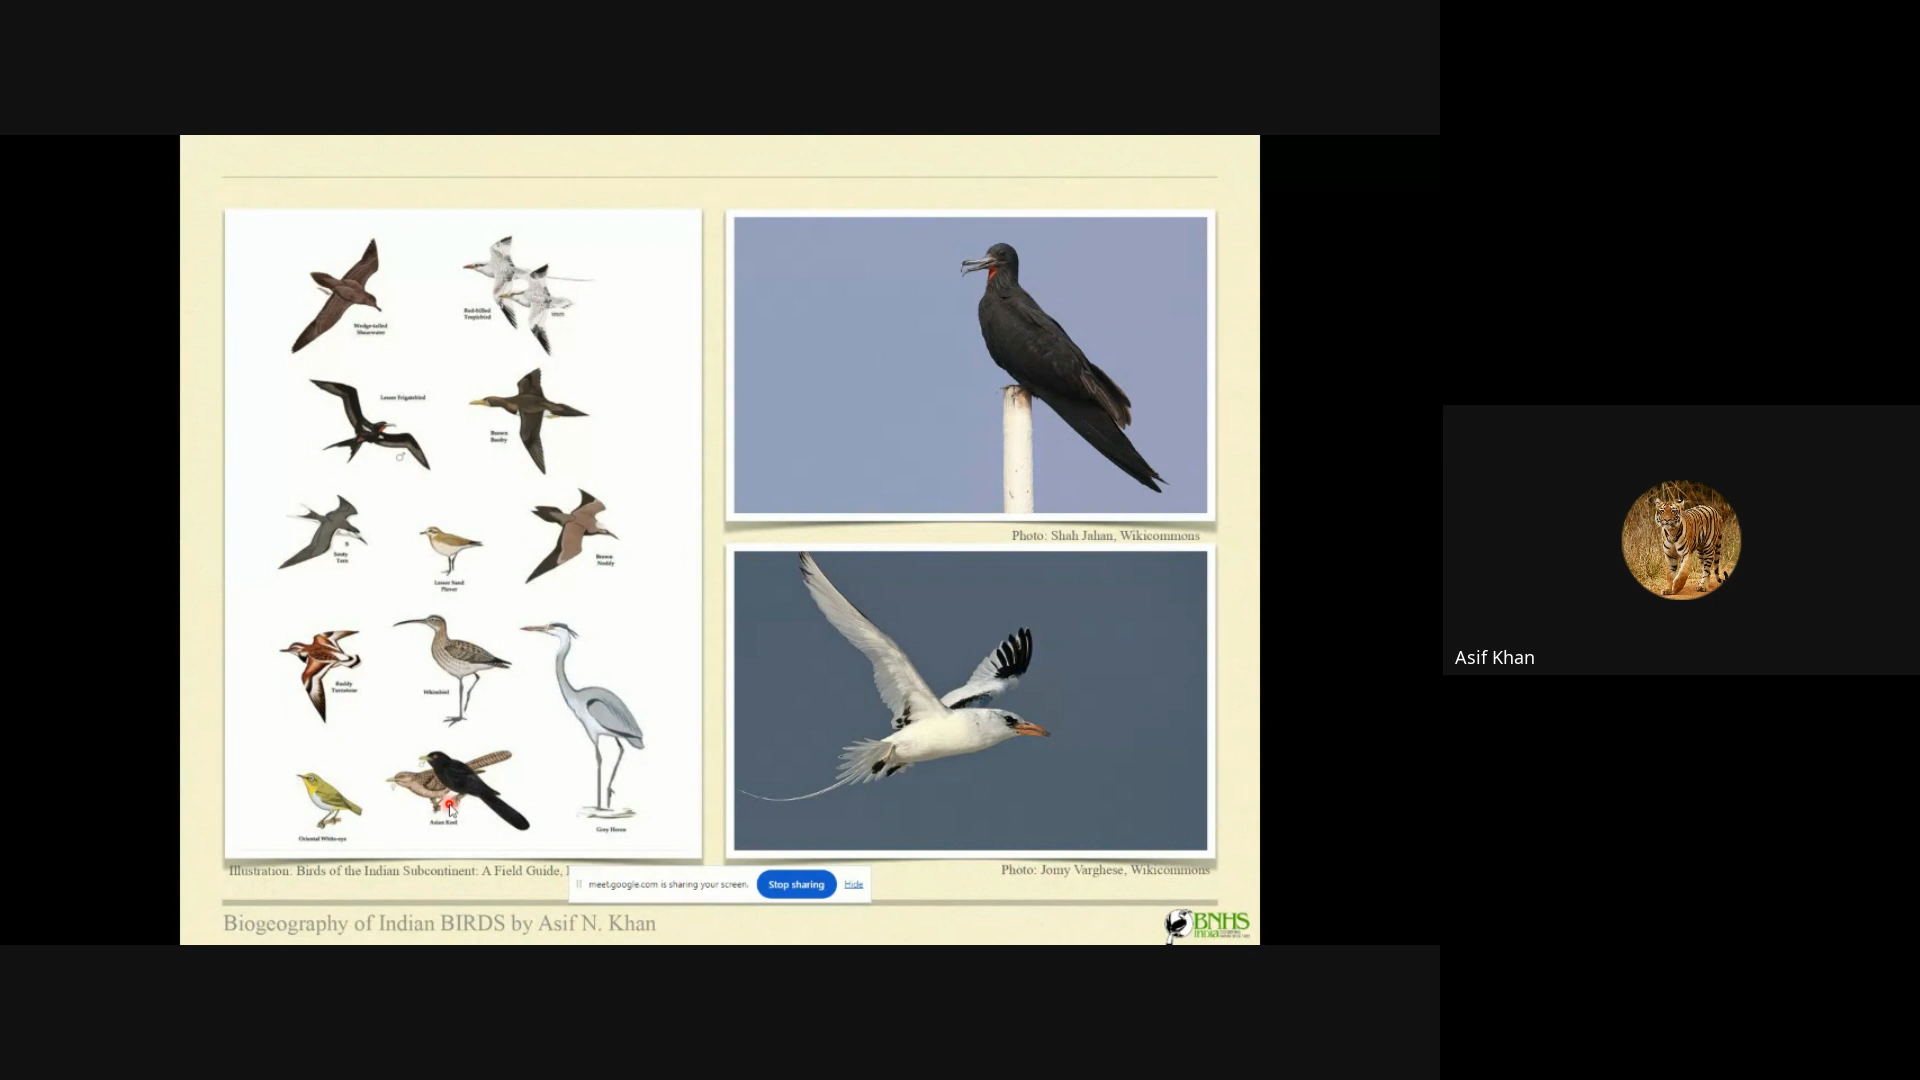 Wedge-tailed
Shearwater
Red-billed
Tropicbird
Lesser Frigatebird
Brown
Booby
Sooty
Tern
Lesser Sand
Plover
Brown
Noddy
Ruddy
Turnstone
Whimbrel
Oriental White-eye
Asian Koel
Grey Heron
Illustration: Birds of the Indian Subcontinent: A Field Guide,
Photo: Shah Jahan, Wikicommons
Photo: Jomy Varghese, Wikicommons
meet.google.com is sharing your screen.
Stop sharing
Hide
Biogeography of Indian BIRDS by Asif N. Khan
BNHS
India
Asif Khan